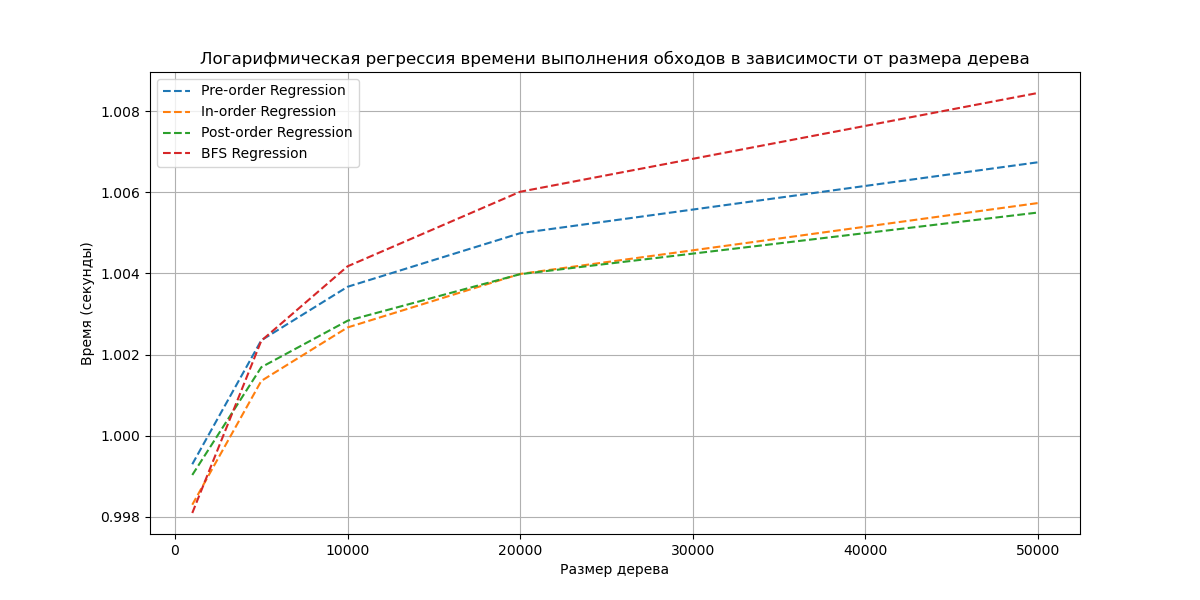 Логарифмическая регрессия времени выполнения обходов в зависимости от размера дерева
Pre-order Regression
In-order Regression
Post-order Regression
BFS Regression
Время (секунды)
1.008
1.006
1.004
1.002
1.000
0.998
0
10000
20000
30000
40000
50000
Размер дерева